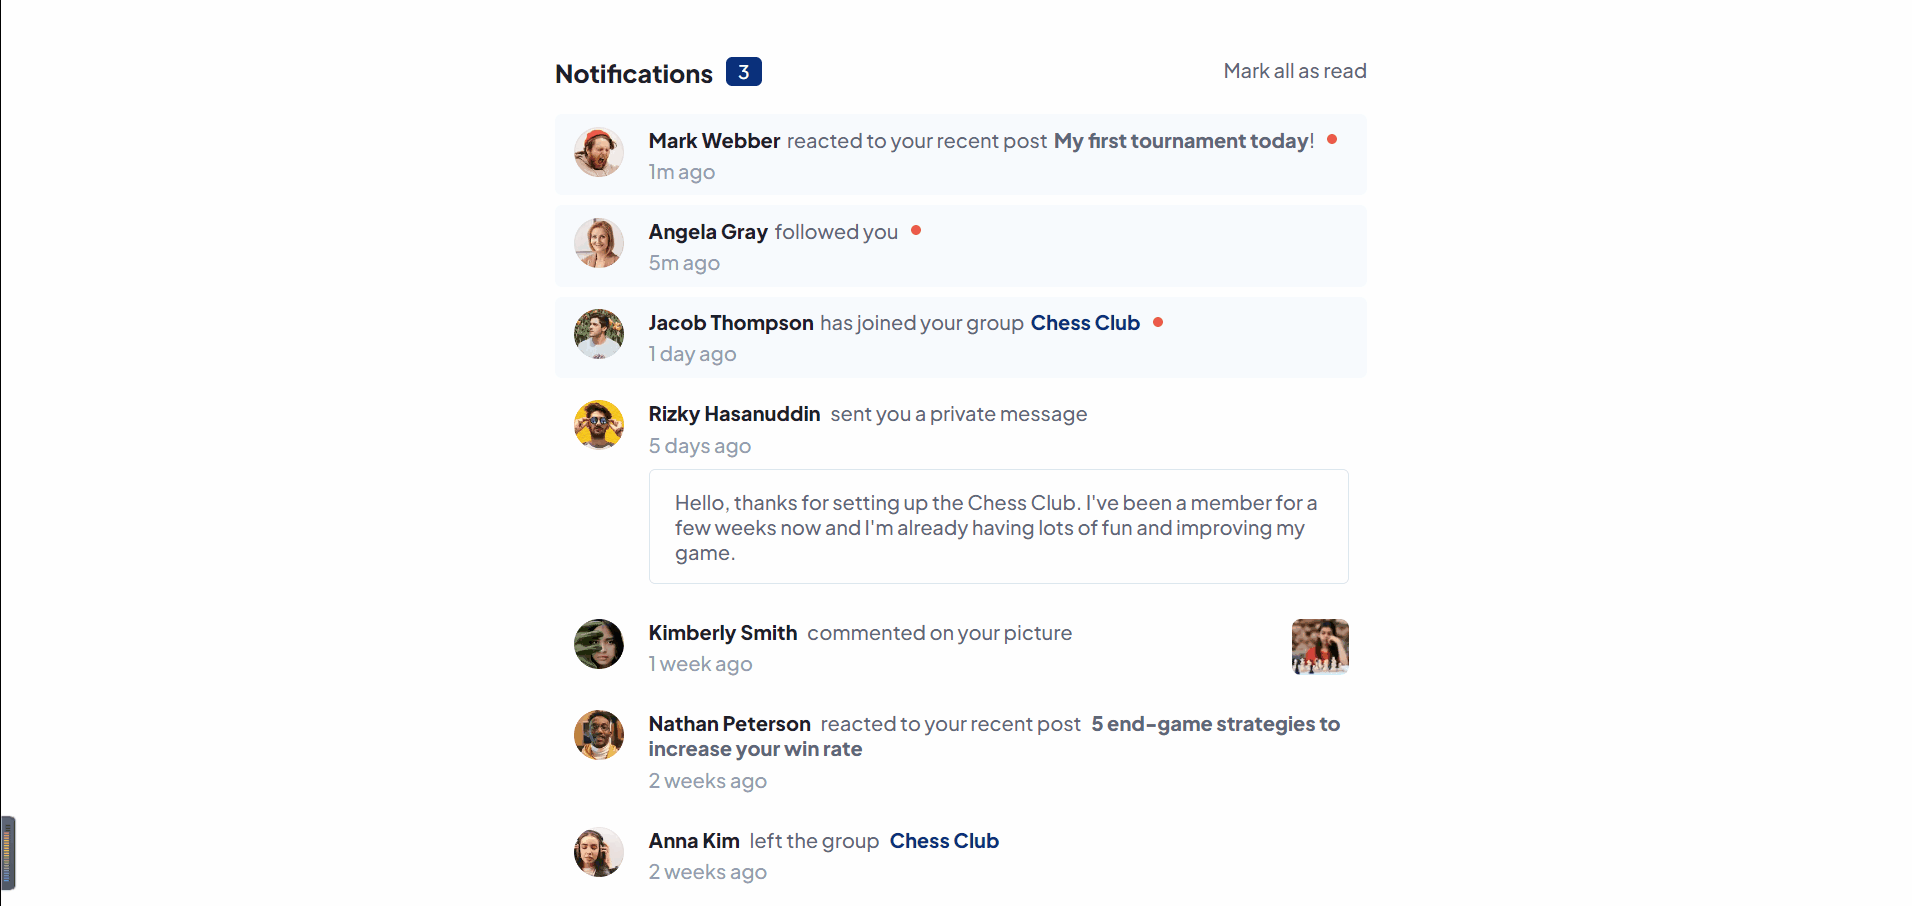 Notifications 3 Mark all as read
Mark Webber reacted to your recent post My first tournament today!
1m ago
Angela Gray followed you
5m ago
Jacob Thompson has joined your group Chess Club
1 day ago
Rizky Hasanuddin sent you a private message
5 days ago
Hello, thanks for setting up the Chess Club. I've been a member for a
few weeks now and I'm already having lots of fun and improving my
game.
Kimberly Smith commented on your picture
1 week ago
Nathan Peterson reacted to your recent post 5 end-game strategies to
increase your win rate
2 weeks ago
Anna Kim left the group Chess Club
2 weeks ago